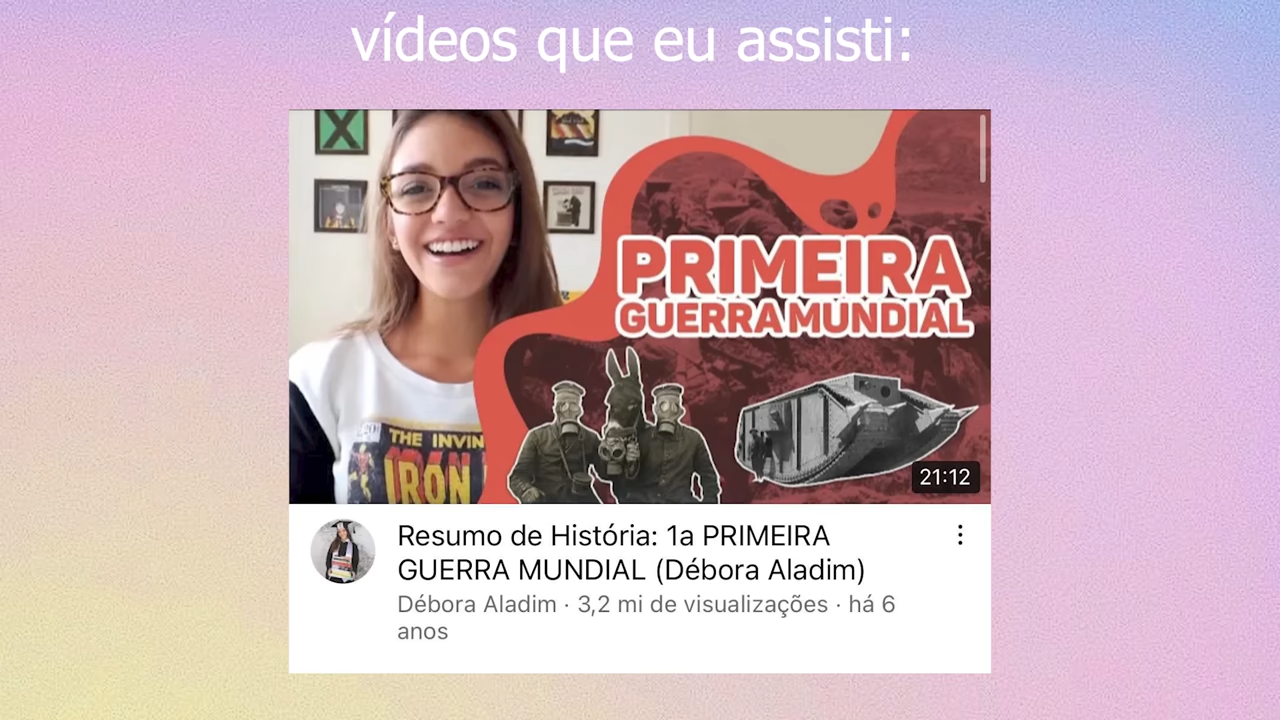 vídeos que eu assisti:
X
PRIMEIRA
GUERRA MUNDIAL
THE INVIN
IRON
21:12
Resumo de História: 1a PRIMEIRA
GUERRA MUNDIAL (Débora Aladim)
Débora Aladim · 3,2 mi de visualizações · há 6
anos